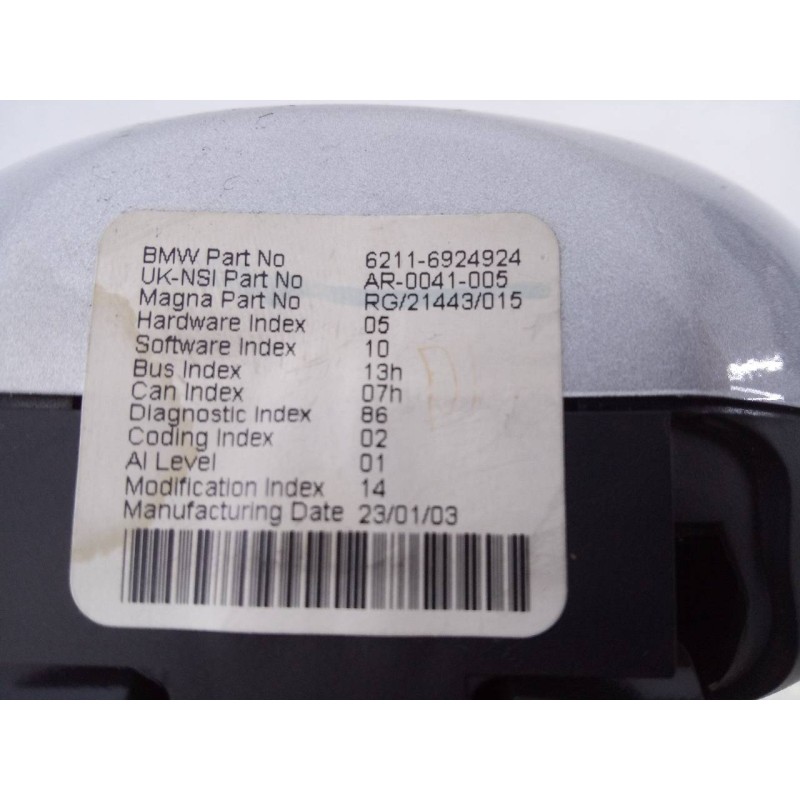 BMW Part No 6211-6924924
UK-NSI Part No AR-0041-005
Magna Part No RG/21443/015
Hardware Index 05
Software Index 10
Bus Index 13h
Can Index 07h
Diagnostic Index 86
Coding Index 02
AI Level 01
Modification Index 14
Manufacturing Date 23/01/03